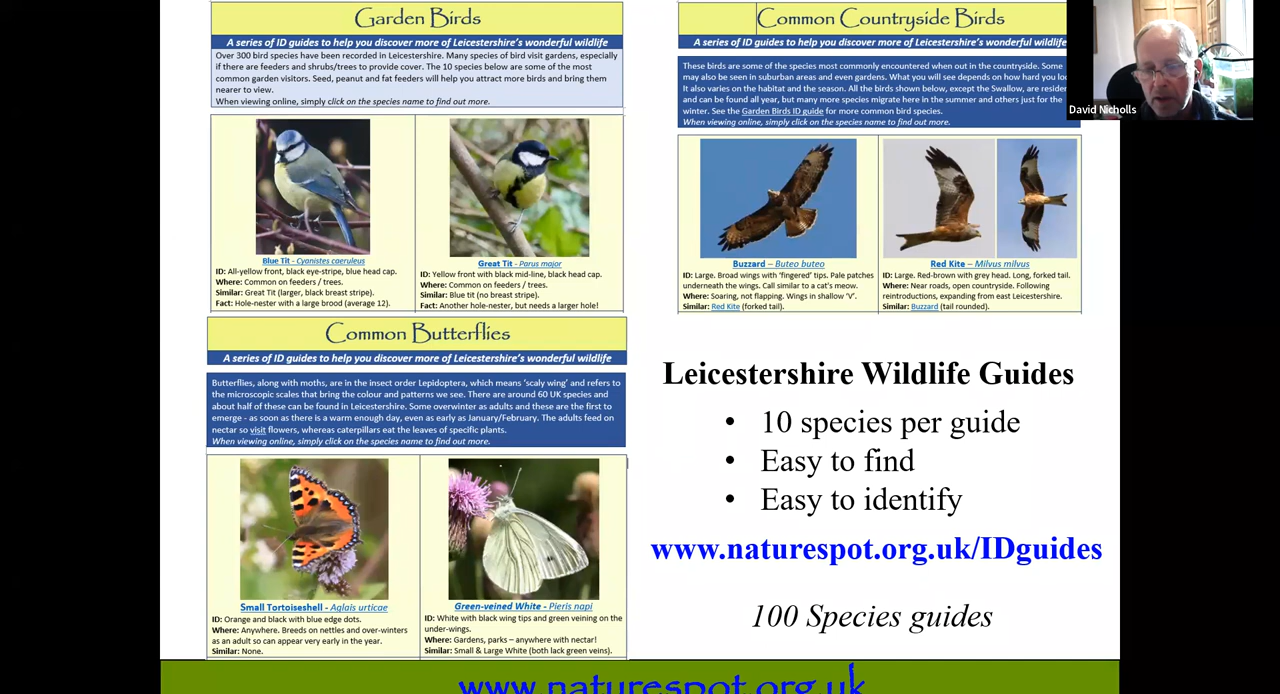 Garden Birds
A series of ID guides to help you discover more of Leicestershire's wonderful wildlife
Over 300 bird species have been recorded in Leicestershire. Many species of bird visit gardens, especially
if there are feeders and shrubs/trees to provide cover. The 10 species below are some of the most
common garden visitors. Seed, peanut and fat feeders will help you attract more birds and bring them
nearer to view.
When viewing online, simply click on the species name to find out more.
Blue Tit - Cyanistes caeruleus
ID: All-yellow front, black eye-stripe, blue head cap.
Where: Common on feeders / trees.
Similar: Great Tit (larger, black breast stripe).
Fact: Hole-nester with a large brood (average 12).
Great Tit - Parus major
ID: Yellow front with black mid-line, black head cap.
Where: Common on feeders / trees.
Similar: Blue tit (no breast stripe).
Fact: Another hole-nester, but needs a larger hole!
Common Butterflies
A series of ID guides to help you discover more of Leicestershire's wonderful wildlife
Butterflies, along with moths, are in the insect order Lepidoptera, which means 'scaly wing' and refers to
the microscopic scales that bring the colour and patterns we see. There are around 60 UK species and
about half of these can be found in Leicestershire. Some overwinter as adults and these are the first to
emerge - as soon as there is a warm enough day, even as early as January/February. The adults feed on
nectar so visit flowers, whereas caterpillars eat the leaves of specific plants.
When viewing online, simply click on the species name to find out more.
Small Tortoiseshell - Aglais urticae
ID: Orange and black with blue edge dots.
Where: Anywhere. Breeds on nettles and over-winters
as an adult so can appear very early in the year.
Similar: None.
Green-veined White - Pieris napi
ID: White with black wing tips and green veining on the
under-wings.
Where: Gardens, parks – anywhere with nectar!
Similar: Small & Large White (both lack green veins).
Common Countryside Birds
A series of ID guides to help you discover more of Leicestershire's wonderful wildlife
These birds are some of the species most commonly encountered when out in the countryside. Some
may also be seen in suburban areas and even gardens. What you will see depends on how hard you loo
It also varies on the habitat and the season. All the birds shown below, except the Swallow, are residen
and can be found all year, but many more species migrate here in the summer and others just for the
winter. See the Garden Birds ID guide for more common bird species.
When viewing online, simply click on the species name to find out more.
David Nicholls
Buzzard – Buteo buteo
ID: Large. Broad wings with 'fingered' tips. Pale patches
underneath the wings. Call similar to a cat's meow.
Where: Soaring, not flapping. Wings in shallow 'V'.
Similar: Red Kite (forked tail).
Red Kite – Milvus milvus
ID: Large. Red-brown with grey head. Long, forked tail.
Where: Near roads, open country. Following
reintroductions, expanding from east Leicestershire.
Similar: Buzzard (tail rounded).
Leicestershire Wildlife Guides
• 10 species per guide
• Easy to find
• Easy to identify
www.naturespot.org.uk/IDguides
100 Species guides
www.naturespot.org.uk